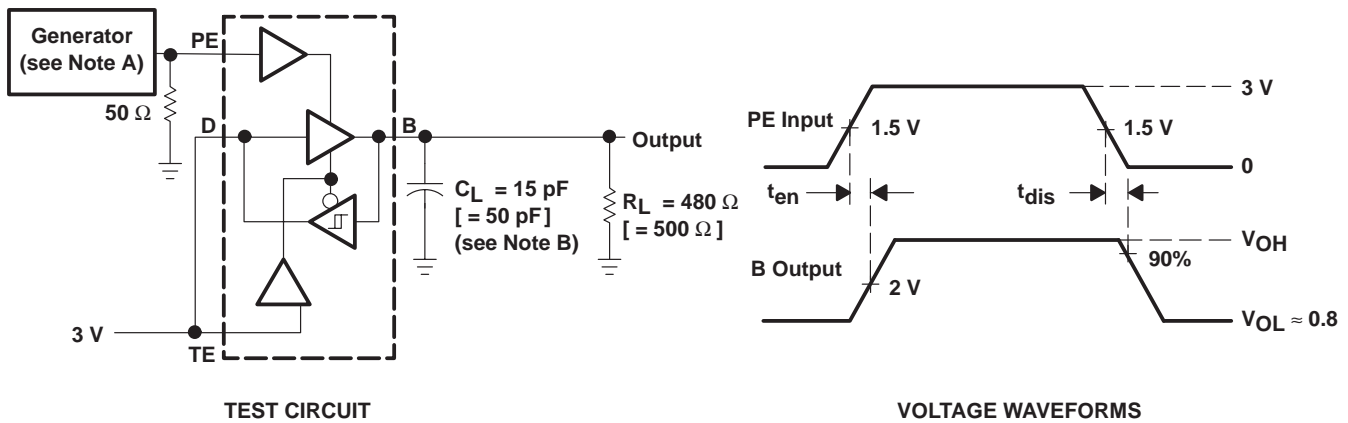 Generator
(see Note A)
PE
50 Ω
D
B
Output
C_L = 15 pF
[ = 50 pF]
(see Note B)
R_L = 480 Ω
[ = 500 Ω ]
3 V
TE
TEST CIRCUIT
PE Input
1.5 V
1.5 V
3 V
0
t_en
t_dis
B Output
2 V
90%
V_OH
V_OL ≈ 0.8
VOLTAGE WAVEFORMS